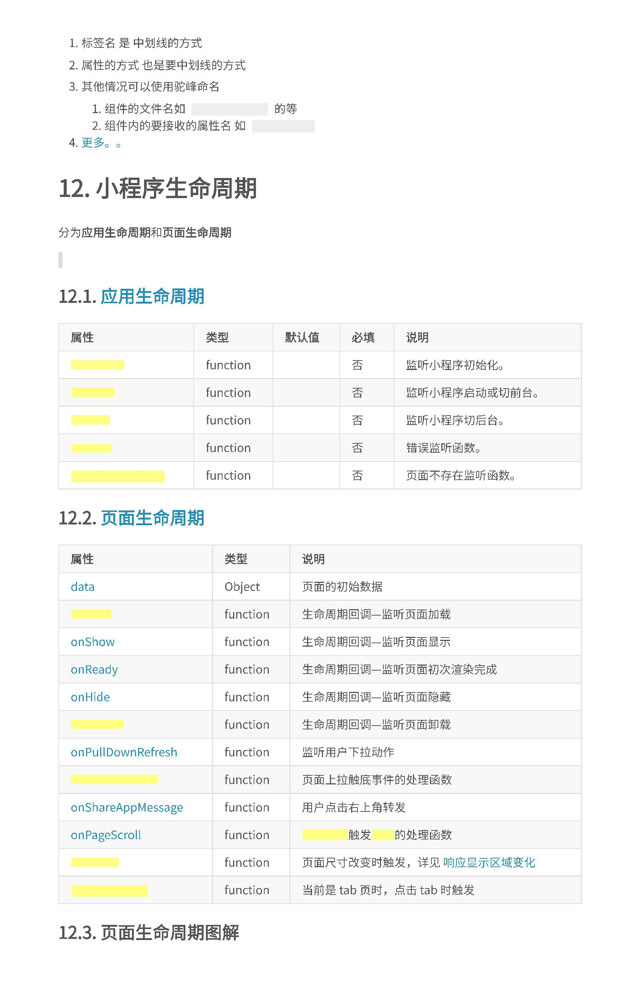 1. 标签名 是 中划线的方式
2. 属性的方式 也是要中划线的方式
3. 其他情况可以使用驼峰命名
1. 组件的文件名如 的等
2. 组件内的要接收的属性名 如
4. 更多。。
12. 小程序生命周期
分为应用生命周期和页面生命周期
12.1. 应用生命周期
属性 类型 默认值 必填 说明
function 否 监听小程序初始化。
function 否 监听小程序启动或切前台。
function 否 监听小程序切后台。
function 否 错误监听函数。
function 否 页面不存在监听函数。
12.2. 页面生命周期
属性 类型 说明
data Object 页面的初始数据
function 生命周期回调—监听页面加载
onShow function 生命周期回调—监听页面显示
onReady function 生命周期回调—监听页面初次渲染完成
onHide function 生命周期回调—监听页面隐藏
function 生命周期回调—监听页面卸载
onPullDownRefresh function 监听用户下拉动作
function 页面上拉触底事件的处理函数
onShareAppMessage function 用户点击右上角转发
onPageScroll function 触发 的处理函数
function 页面尺寸改变时触发，详见 响应显示区域变化
function 当前是 tab 页时，点击 tab 时触发
12.3. 页面生命周期图解